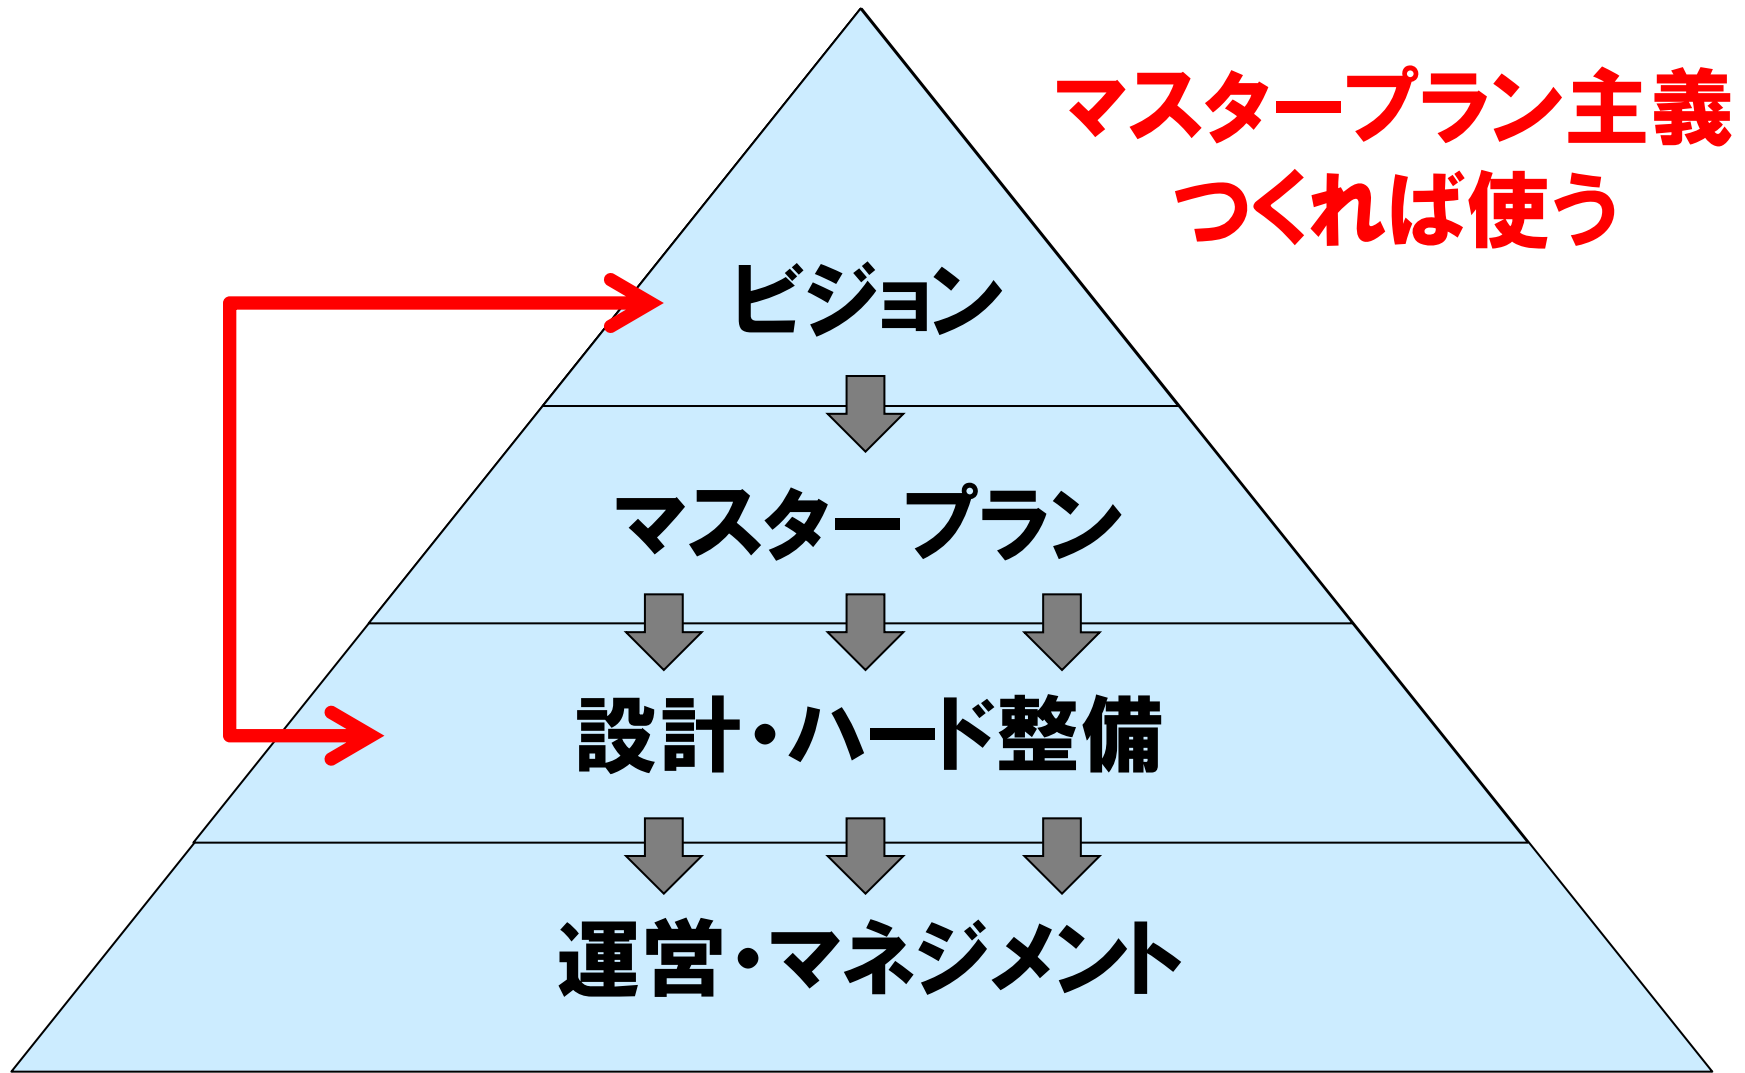 マスタープラン主義
つくれば使う
ビジョン
マスタープラン
設計・ハード整備
運営・マネジメント